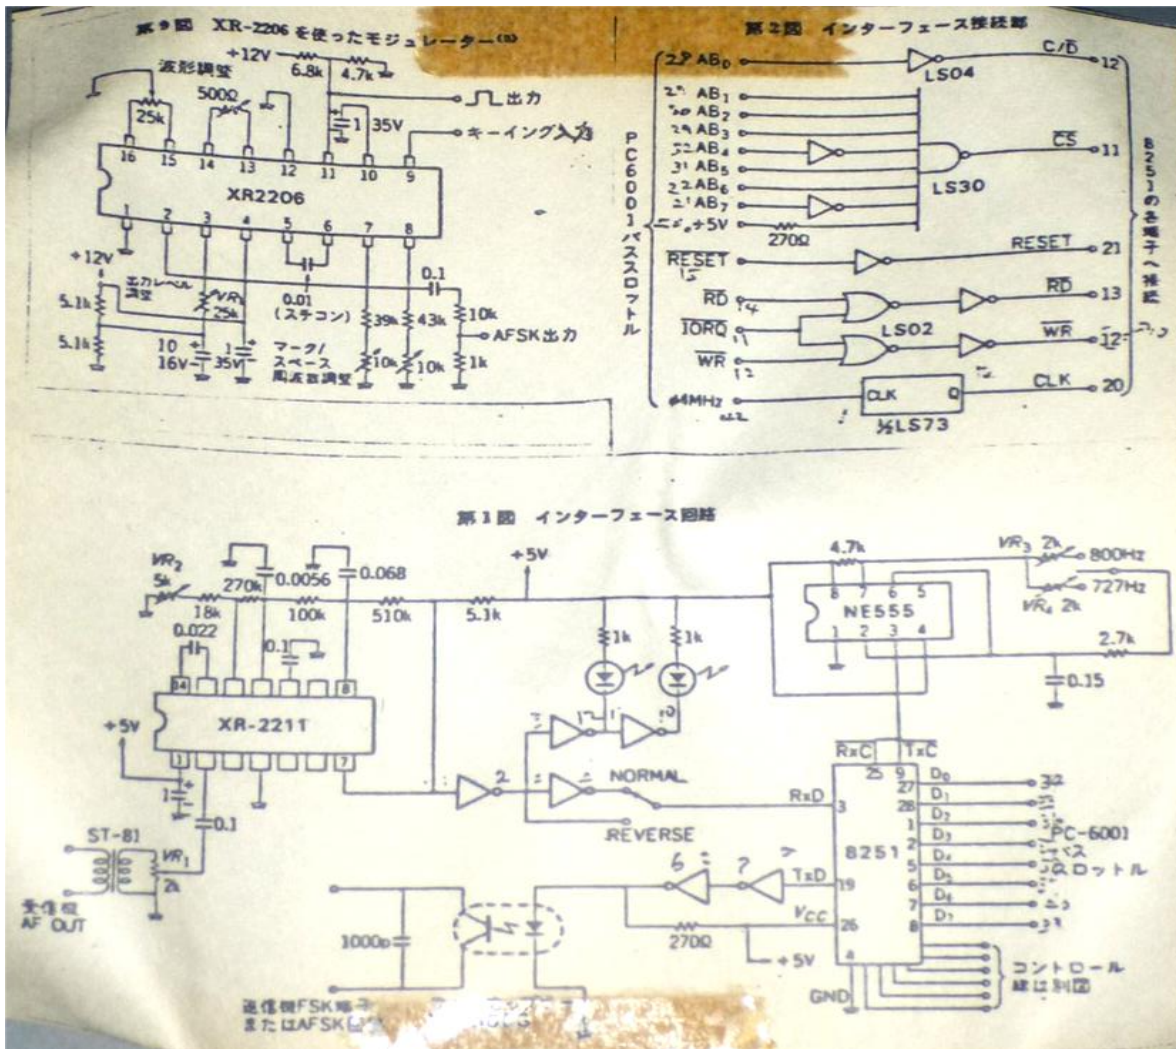 第9図 XR-2206を使ったモジュレーター
+12V
6.8k
4.7k
波形調整
500Ω
25k
出力
1 35V
キーイング入力
16 15 14 13 12 11 10 9
XR2206
1 2 3 4 5 6 7 8
+12V
出力レベル
調整
5.1k
VR
25k
0.01
(スチコン)
0.1
39k
43k
10k
AFSK出力
5.1k
10
16V
1
35V
マーク/
スペース
周波数調整
10k
10k
1k
第2図 インターフェース接続部
AB0
LS04
C/D
12
AB1
AB2
AB3
AB4
AB5
AB6
AB7
+5V
270Ω
LS30
CS
11
RESET
RESET
21
RD
RD
13
IORQ
LS02
WR
WR
φ4MHz
CLK Q
CLK
20
½LS73
PC6001バススロットル
8251の各端子へ接続
第1図 インターフェース回路
+5V
VR2
5k
18k
270k
0.0056
100k
0.068
510k
5.1k
0.022
0.1
14
8
XR-2211
1
7
+5V
1
0.1
ST-81
VR1
2k
受信機
AF OUT
1k
1k
NORMAL
REVERSE
4.7k
VR3 2k
800Hz
727Hz
VR4 2k
8 7 6 5
NE555
1 2 3 4
2.7k
0.15
RxC TxC
25 9
RxD
3
8251
TxD
19
VCC
26
270Ω
+5V
4
GND
27 D0
28 D1
1 D2
2 D3
5 D4
6 D5
7 D6
8 D7
PC-6001
バス
スロットル
コントロール
線は別図
1000p
送信機FSK端子
またはAFSK